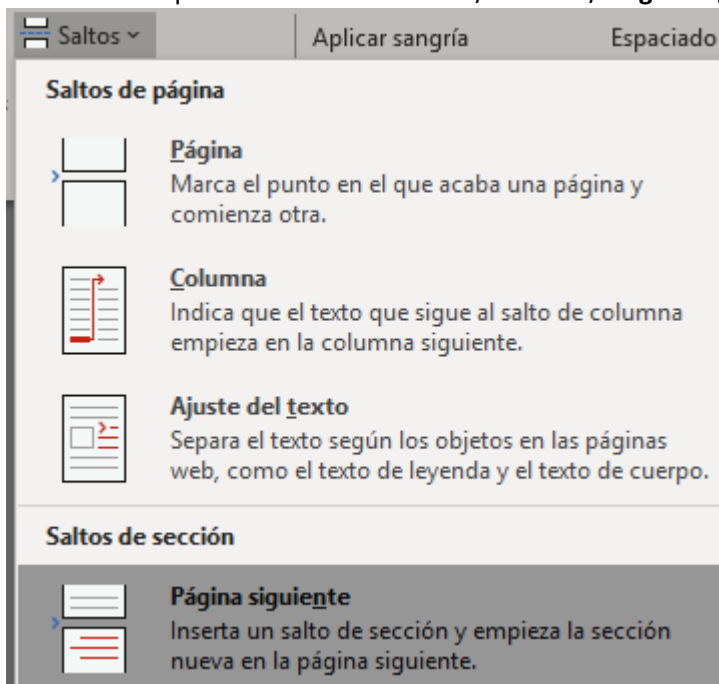 Saltos
Aplicar sangría Espaciado
Saltos de página
Página
Marca el punto en el que acaba una página y
comienza otra.
Columna
Indica que el texto que sigue al salto de columna
empieza en la columna siguiente.
Ajuste del texto
Separa el texto según los objetos en las páginas
web, como el texto de leyenda y el texto de cuerpo.
Saltos de sección
Página siguiente
Inserta un salto de sección y empieza la sección
nueva en la página siguiente.